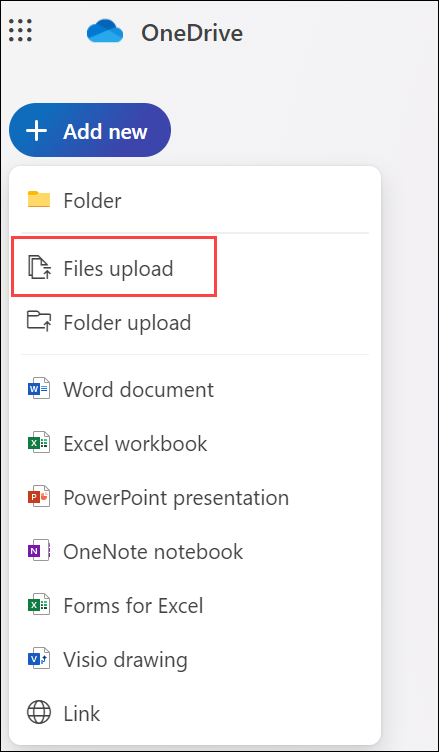 OneDrive
Add new
Folder
Files upload
Folder upload
Word document
Excel workbook
PowerPoint presentation
OneNote notebook
Forms for Excel
Visio drawing
Link